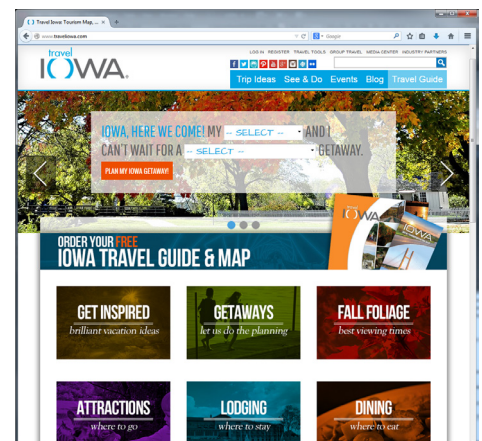 Travel Iowa: Tourism Map, ...
www.traveliowa.com
Google
travel
IOWA.
LOG IN REGISTER TRAVEL TOOLS GROUP TRAVEL MEDIA CENTER INDUSTRY PARTNERS
Trip Ideas See & Do Events Blog Travel Guide
IOWA, HERE WE COME! MY -- SELECT -- AND I
CAN'T WAIT FOR A -- SELECT -- GETAWAY.
PLAN MY IOWA GETAWAY!
IOWA
IOWA
ORDER YOUR FREE
IOWA TRAVEL GUIDE & MAP
GET INSPIRED
brilliant vacation ideas
GETAWAYS
let us do the planning
FALL FOLIAGE
best viewing times
ATTRACTIONS
where to go
LODGING
where to stay
DINING
where to eat